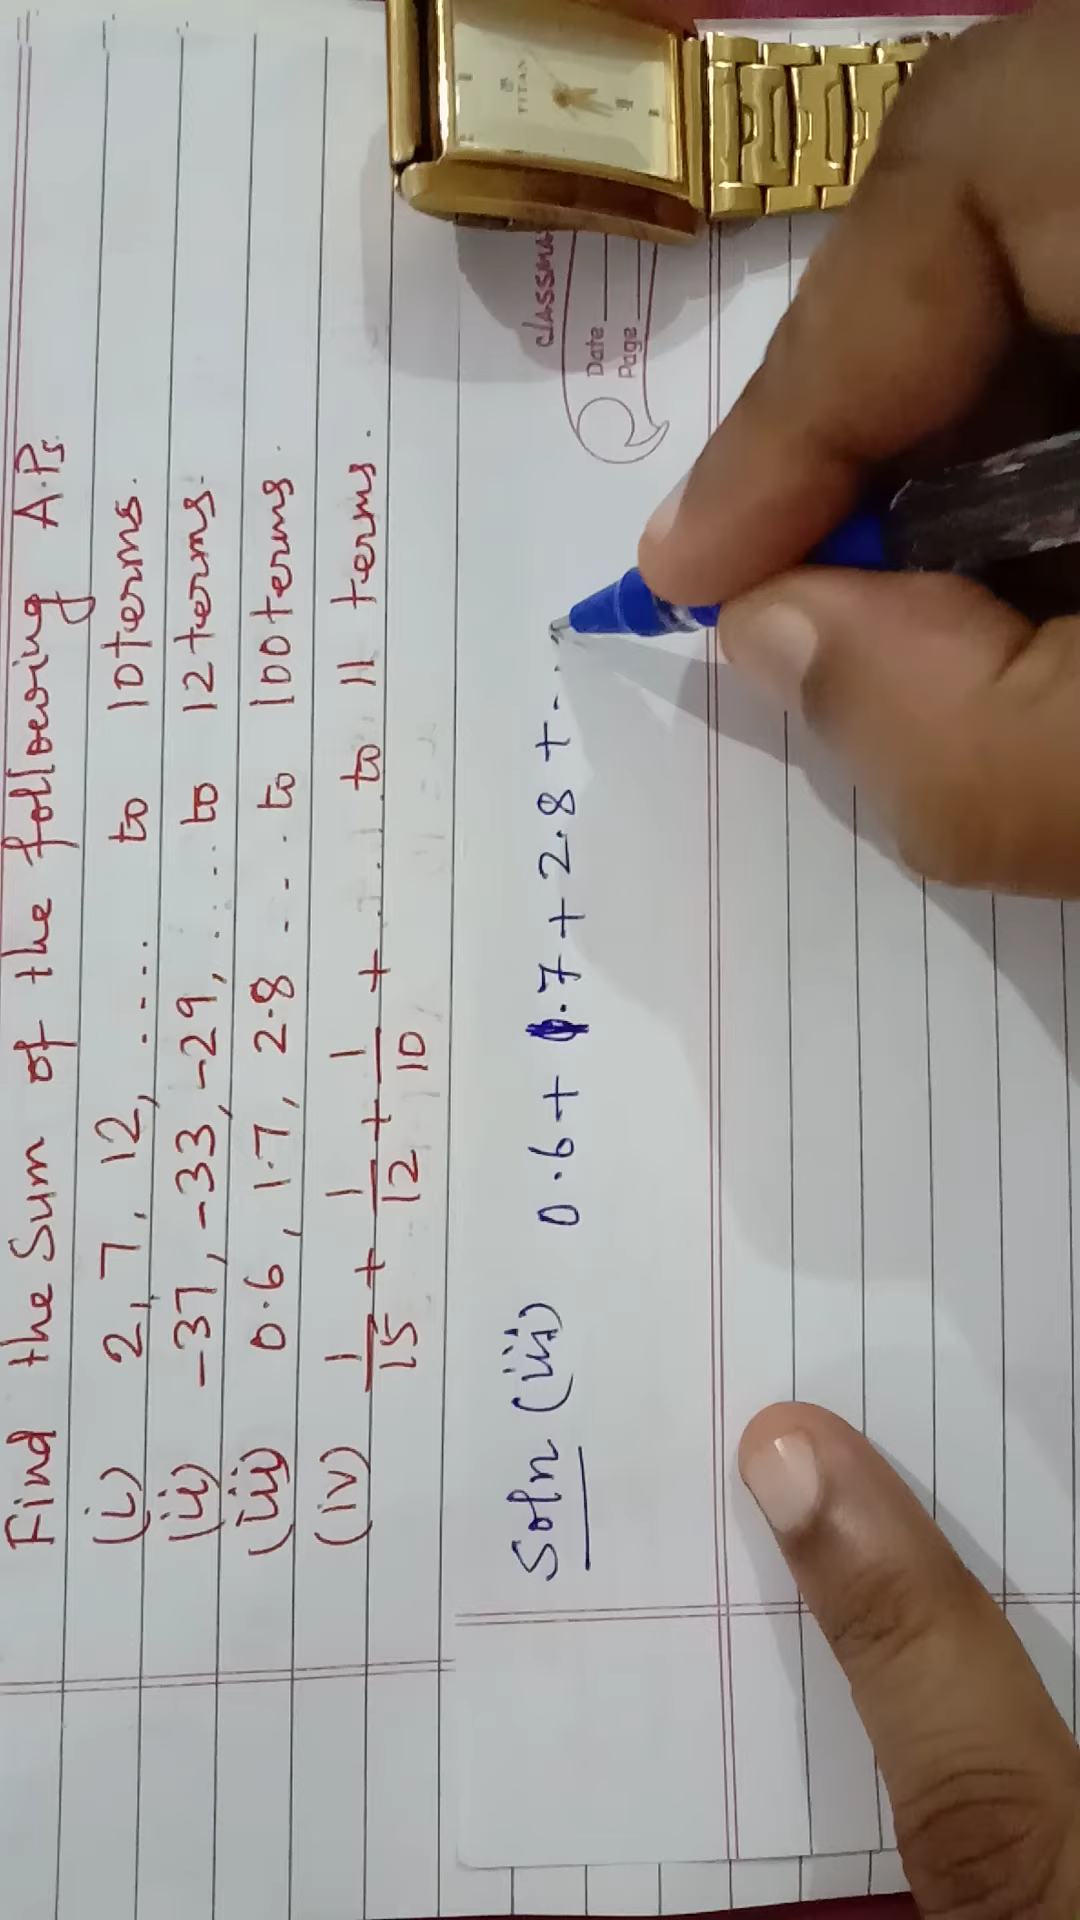 Find the Sum of the following A.Ps
(i) 2, 7, 12, ..... to 10 terms.
(ii) -37, -33, -29, .... to 12 terms.
(iii) 0.6, 1.7, 2.8 .... to 100 terms.
(iv) 1/15 + 1/12 + 1/10 + .... to 11 terms.
TITAN
Date
Page
Soln (iii) 0.6 + 1.7 + 2.8 + ....